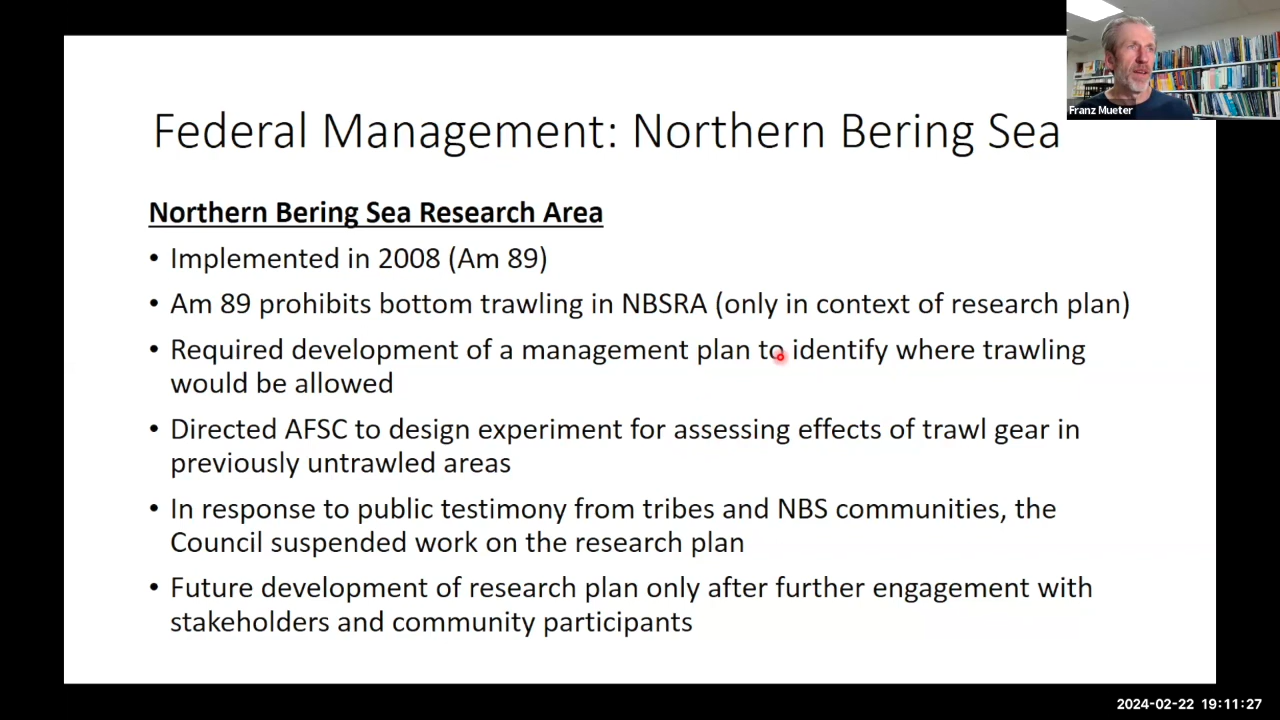 Franz Mueter
Federal Management: Northern Bering Sea
Northern Bering Sea Research Area
• Implemented in 2008 (Am 89)
• Am 89 prohibits bottom trawling in NBSRA (only in context of research plan)
• Required development of a management plan to identify where trawling
would be allowed
• Directed AFSC to design experiment for assessing effects of trawl gear in
previously untrawled areas
• In response to public testimony from tribes and NBS communities, the
Council suspended work on the research plan
• Future development of research plan only after further engagement with
stakeholders and community participants
2024-02-22 19:11:27